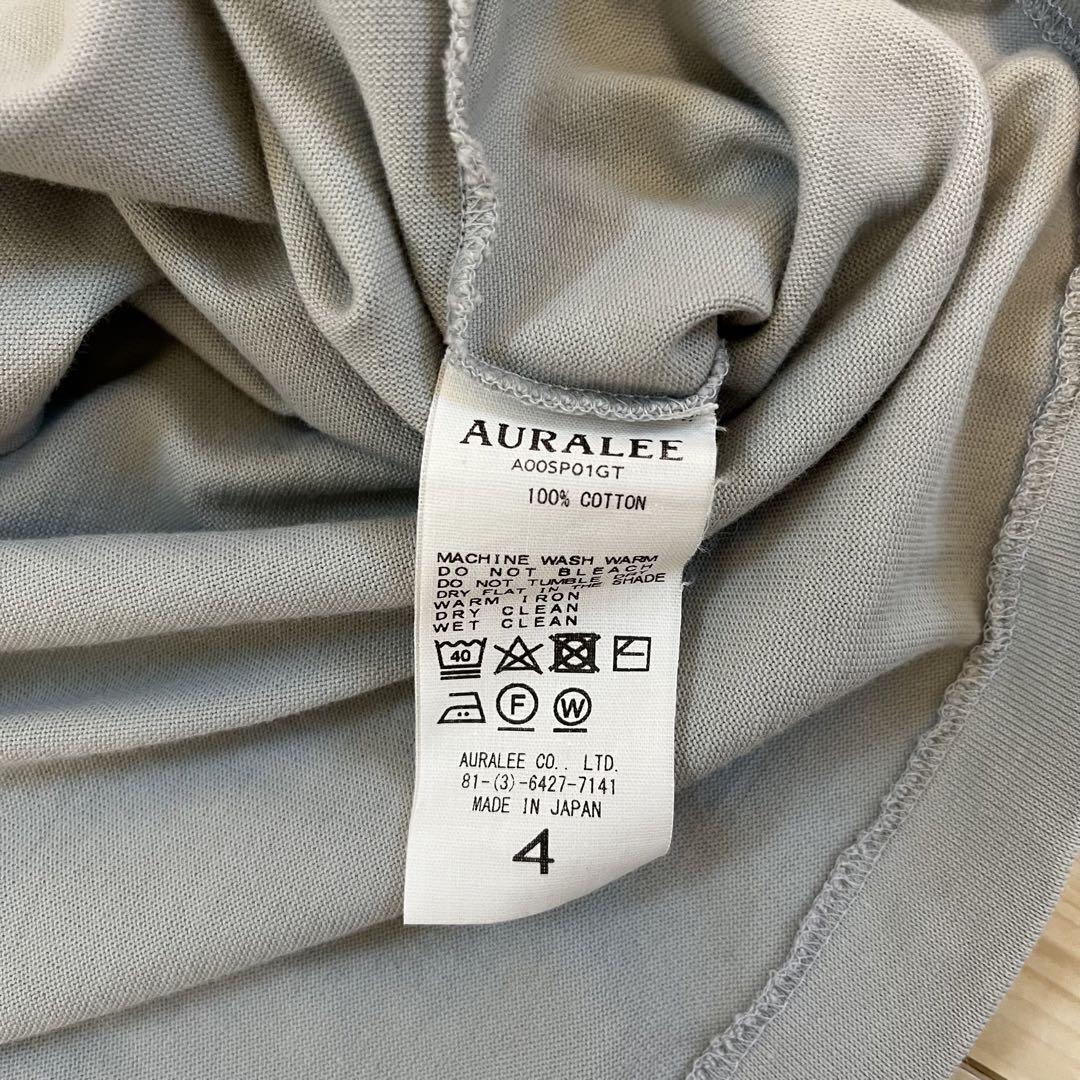 AURALEE
A00SP01GT
100% COTTON
MACHINE WASH WARM
DO NOT BLEACH
DO NOT TUMBLE DRY
DRY FLAT IN THE SHADE
WARM IRON
DRY CLEAN
WET CLEAN
40
F W
AURALEE CO., LTD.
81-(3)-6427-7141
MADE IN JAPAN
4